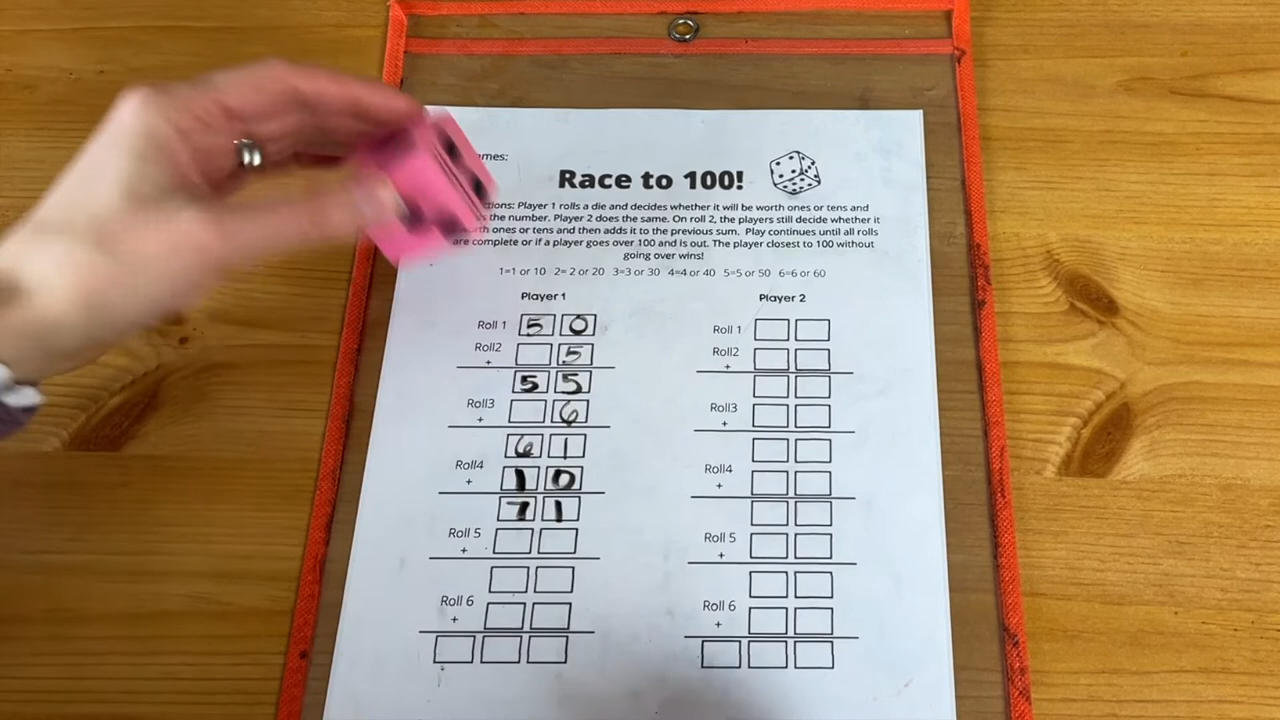 ames:
Race to 100!
tions: Player 1 rolls a die and decides whether it will be worth ones or tens and
the number. Player 2 does the same. On roll 2, the players still decide whether it
orth ones or tens and then adds it to the previous sum. Play continues until all rolls
are complete or if a player goes over 100 and is out. The player closest to 100 without
going over wins!
1=1 or 10 2= 2 or 20 3=3 or 30 4=4 or 40 5=5 or 50 6=6 or 60
Player 1 Player 2
Roll 1 5 0 Roll 1
Roll2 5 Roll2
+ +
5 5
Roll3 6 Roll3
+ +
6 1
Roll4 1 0 Roll4
+ +
7 1
Roll 5 Roll 5
+ +
Roll 6 Roll 6
+ +